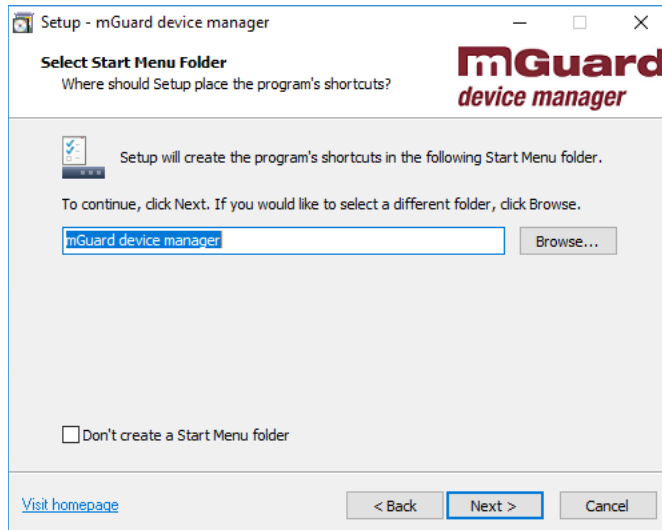 Setup - mGuard device manager
Select Start Menu Folder
Where should Setup place the program's shortcuts?
mGuard
device manager
Setup will create the program's shortcuts in the following Start Menu folder.
To continue, click Next. If you would like to select a different folder, click Browse.
mGuard device manager
Browse...
Don't create a Start Menu folder
Visit homepage
< Back
Next >
Cancel